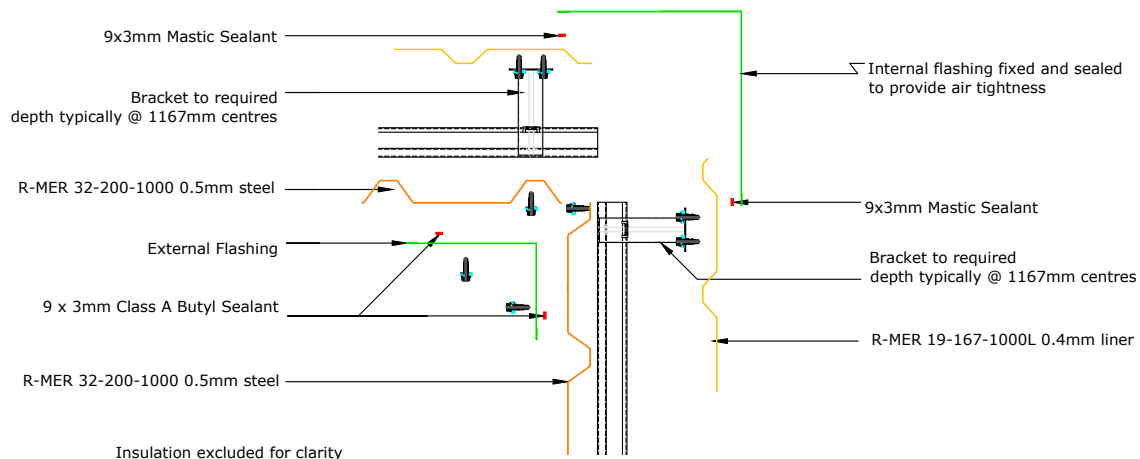 9x3mm Mastic Sealant
Bracket to required
depth typically @ 1167mm centres
Internal flashing fixed and sealed
to provide air tightness
R-MER 32-200-1000 0.5mm steel
9x3mm Mastic Sealant
External Flashing
Bracket to required
depth typically @ 1167mm centres
9 x 3mm Class A Butyl Sealant
R-MER 19-167-1000L 0.4mm liner
R-MER 32-200-1000 0.5mm steel
Insulation excluded for clarity